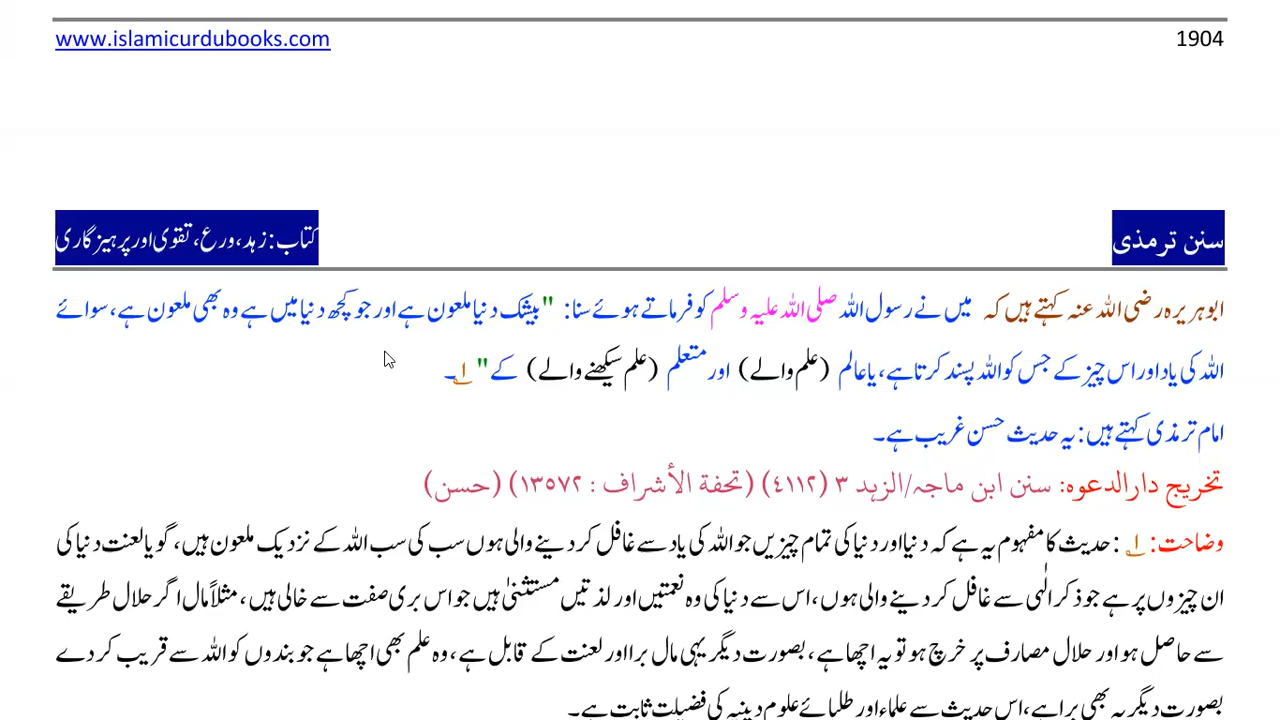 www.islamicurdubooks.com 1904
سنن ترمذی کتاب: زہد، ورع، تقوی اور پرہیز گاری
ابوہریرہ رضی اللہ عنہ کہتے ہیں کہ میں نے رسول اللہ صلی اللہ علیہ وسلم کو فرماتے ہوئے سنا: "بیشک دنیا ملعون ہے اور جو کچھ دنیا میں ہے وہ بھی ملعون ہے، سوائے
اللہ کی یاد اور اس چیز کے جس کو اللہ پسند کرتا ہے، یا عالم (علم والے) اور متعلم (علم سیکھنے والے) کے" ۱؎۔
امام ترمذی کہتے ہیں: یہ حدیث حسن غریب ہے۔
تخریج دارالدعوہ: سنن ابن ماجہ/الزہد ۳ (۴۱۱۲) (تحفة الأشراف : ۱۳۵۷۲) (حسن)
وضاحت: ۱؎ : حدیث کا مفہوم یہ ہے کہ دنیا اور دنیا کی تمام چیزیں جو اللہ کی یاد سے غافل کر دینے والی ہوں سب کی سب اللہ کے نزدیک ملعون ہیں، گویا لعنت دنیا کی
ان چیزوں پر ہے جو ذکر الٰہی سے غافل کر دینے والی ہوں، اس سے دنیا کی وہ نعمتیں اور لذتیں مستثنیٰ ہیں جو اس بری صفت سے خالی ہیں، مثلاً مال اگر حلال طریقے
سے حاصل ہو اور حلال مصارف پر خرچ ہو تو یہ اچھا ہے، بصورت دیگر یہی مال برا اور لعنت کے قابل ہے، وہ علم بھی اچھا ہے جو بندوں کو اللہ سے قریب کر دے
بصورت دیگر یہ بھی برا ہے، اس حدیث سے علماء اور طلبائے علوم دینیہ کی فضیلت ثابت ہے۔